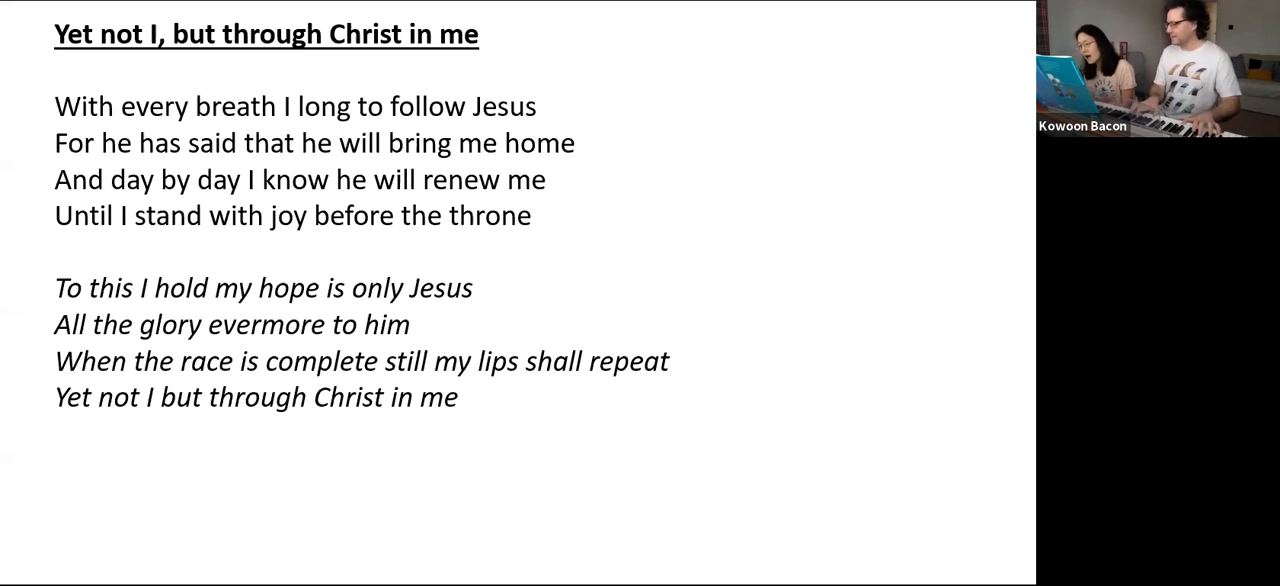 Yet not I, but through Christ in me
With every breath I long to follow Jesus
For he has said that he will bring me home
And day by day I know he will renew me
Until I stand with joy before the throne
To this I hold my hope is only Jesus
All the glory evermore to him
When the race is complete still my lips shall repeat
Yet not I but through Christ in me
Kowoon Bacon